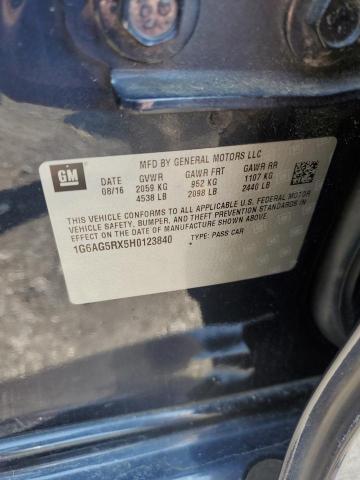 MFD BY GENERAL MOTORS LLC
GM DATE GVWR GAWR FRT GAWR RR
08/16 2059 KG 952 KG 1107 KG
4538 LB 2098 LB 2440 LB
THIS VEHICLE CONFORMS TO ALL APPLICABLE U.S. FEDERAL MOTOR
VEHICLE SAFETY, BUMPER, AND THEFT PREVENTION STANDARDS IN
EFFECT ON THE DATE OF MANUFACTURE SHOWN ABOVE.
1G6AG5RX5H0123840 TYPE: PASS CAR